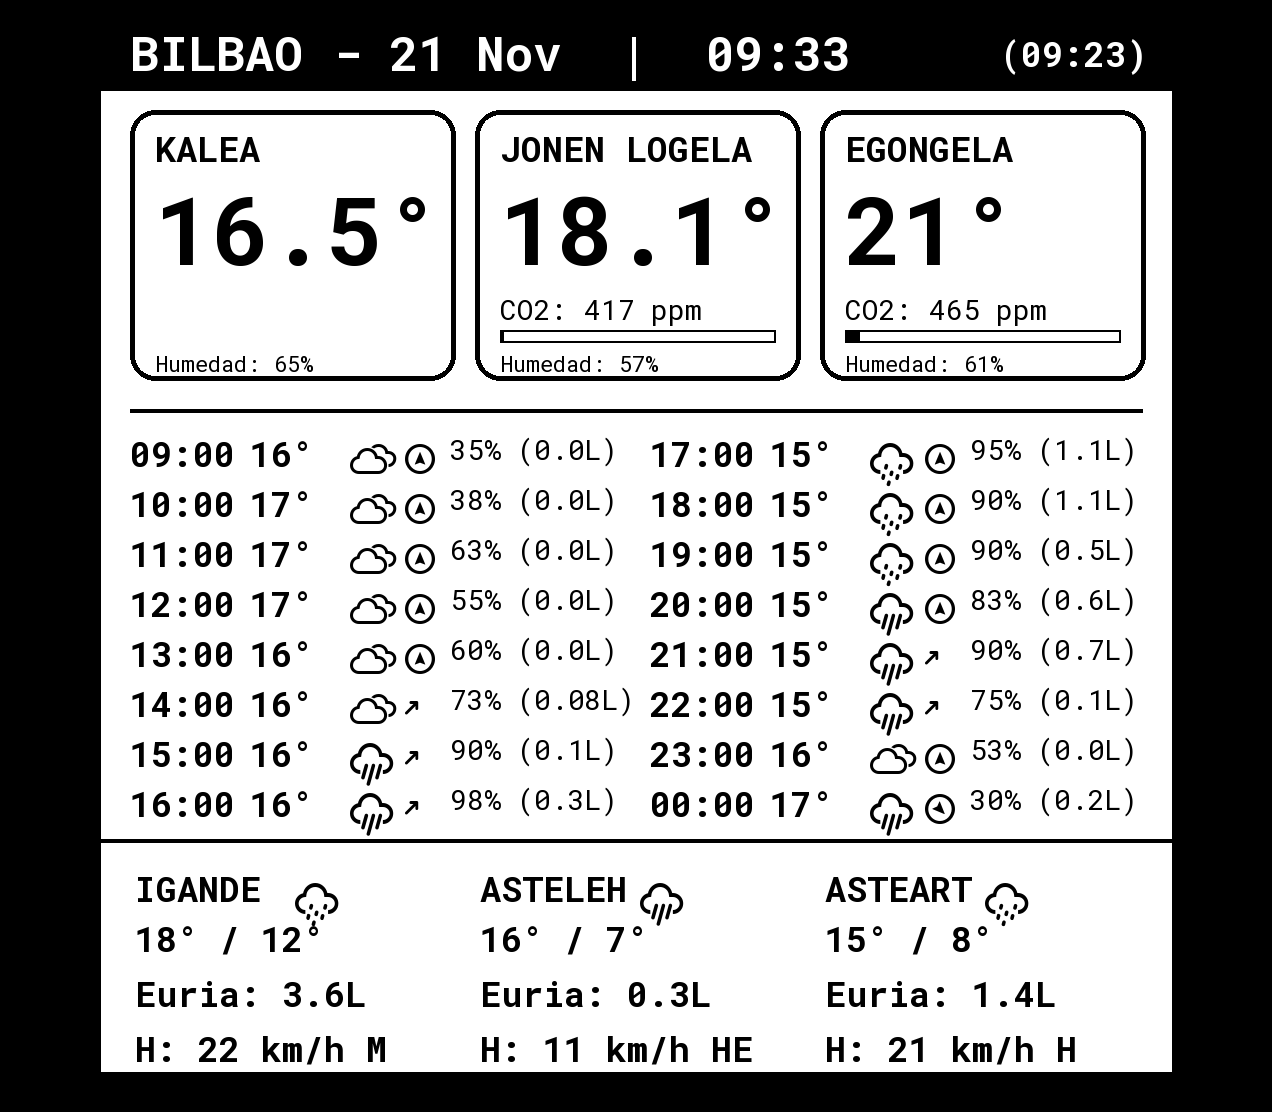 BILBAO - 21 Nov | 09:33 (09:23)
KALEA
16.5°
Humedad: 65%
JONEN LOGELA
18.1°
CO2: 417 ppm
Humedad: 57%
EGONGELA
21°
CO2: 465 ppm
Humedad: 61%
09:00 16° 35% (0.0L)
10:00 17° 38% (0.0L)
11:00 17° 63% (0.0L)
12:00 17° 55% (0.0L)
13:00 16° 60% (0.0L)
14:00 16° 73% (0.08L)
15:00 16° 90% (0.1L)
16:00 16° 98% (0.3L)
17:00 15° 95% (1.1L)
18:00 15° 90% (1.1L)
19:00 15° 90% (0.5L)
20:00 15° 83% (0.6L)
21:00 15° 90% (0.7L)
22:00 15° 75% (0.1L)
23:00 16° 53% (0.0L)
00:00 17° 30% (0.2L)
IGANDE
18° / 12°
Euria: 3.6L
H: 22 km/h M
ASTELEH
16° / 7°
Euria: 0.3L
H: 11 km/h HE
ASTEART
15° / 8°
Euria: 1.4L
H: 21 km/h H